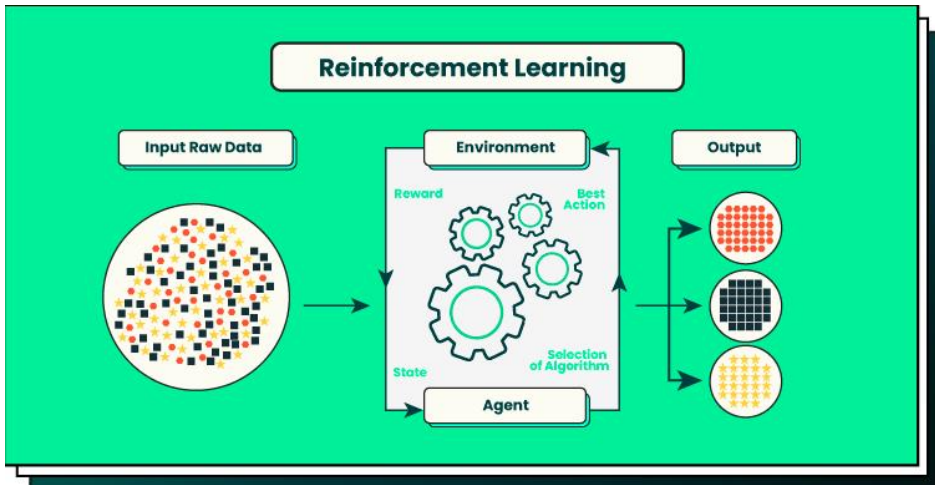 Reinforcement Learning
Input Raw Data
Environment
Output
Reward
Best
Action
State
Selection
of Algorithm
Agent